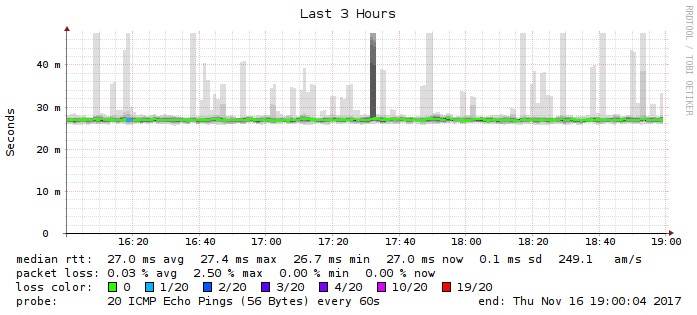 Last 3 Hours
RRDTOOL / TOBI OETIKER
Seconds
40 m
30 m
20 m
10 m
0
16:20 16:40 17:00 17:20 17:40 18:00 18:20 18:40 19:00
median rtt: 27.0 ms avg 27.4 ms max 26.7 ms min 27.0 ms now 0.1 ms sd 249.1 am/s
packet loss: 0.03 % avg 2.50 % max 0.00 % min 0.00 % now
loss color: 0 1/20 2/20 3/20 4/20 10/20 19/20
probe: 20 ICMP Echo Pings (56 Bytes) every 60s end: Thu Nov 16 19:00:04 2017